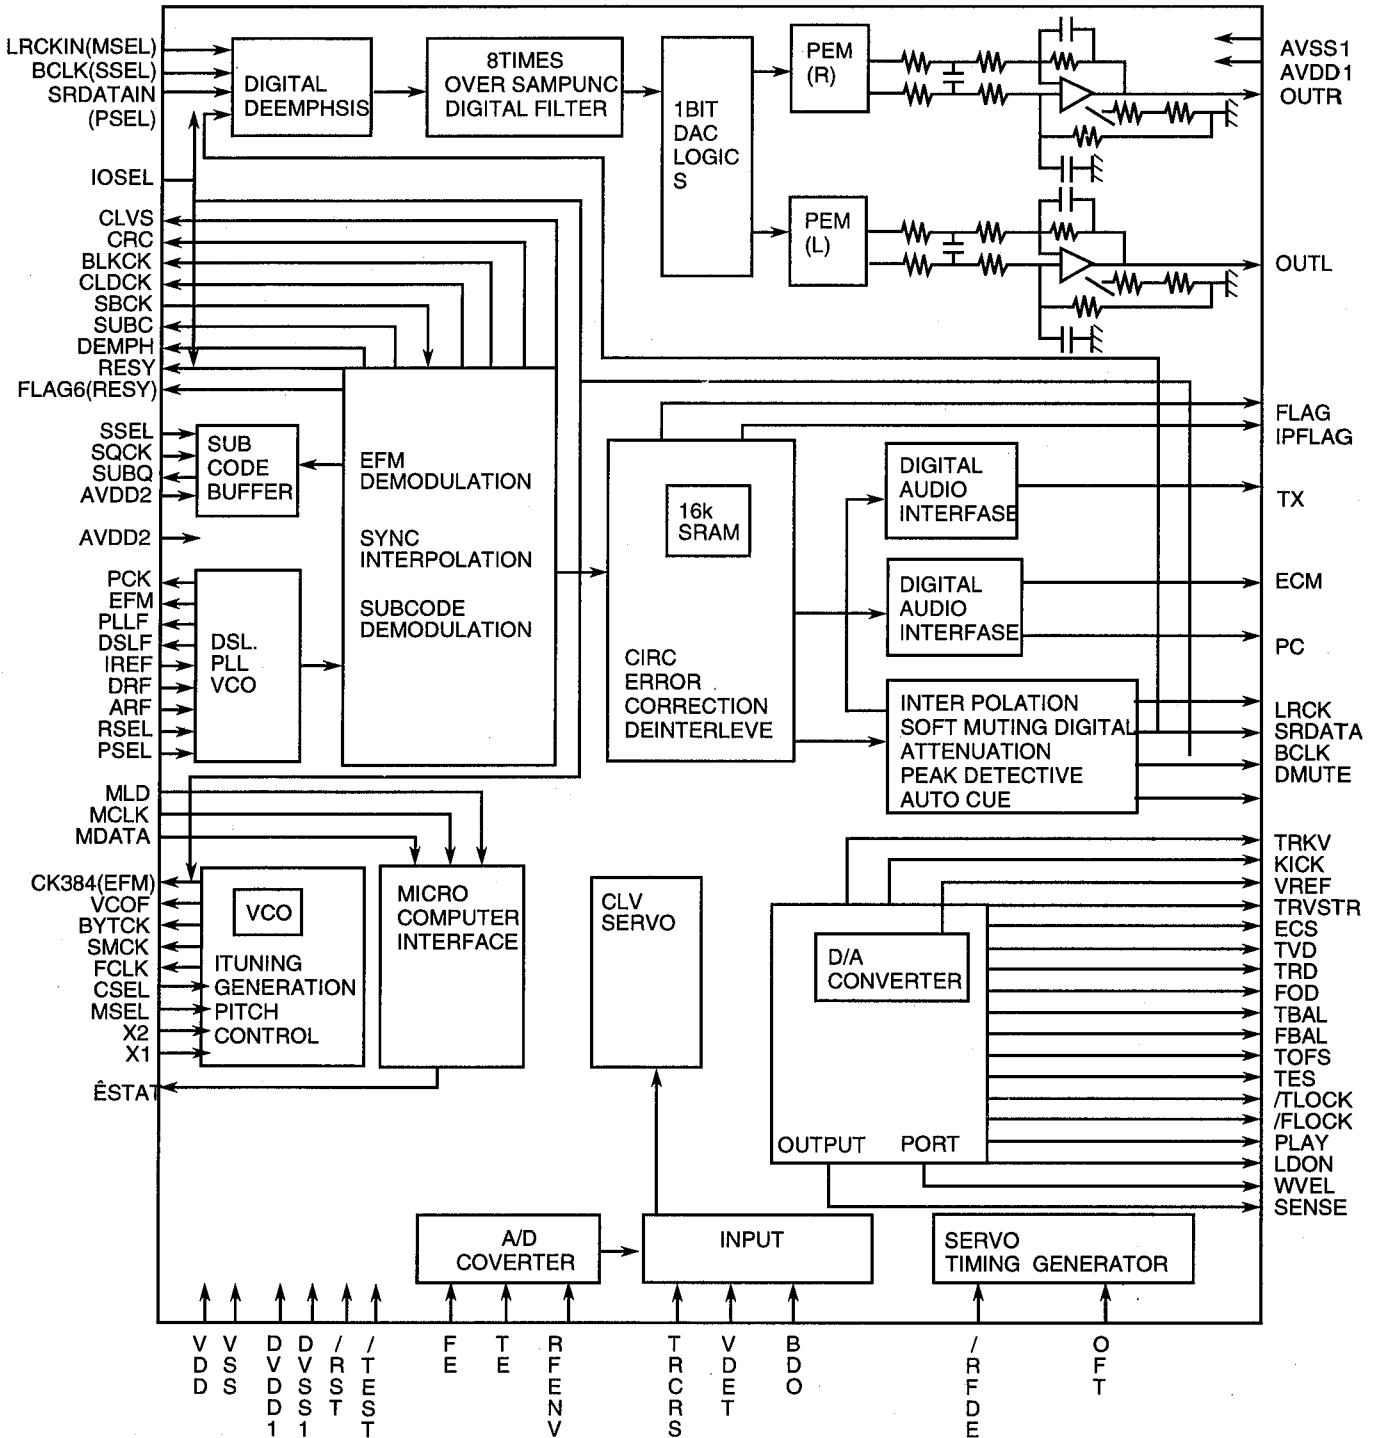 LRCKIN(MSEL)
BCLK(SSEL)
SRDATAIN
(PSEL)
IOSEL
CLVS
CRC
BLKCK
CLDCK
SBCK
SUBC
DEMPH
RESY
FLAG6(RESY)
SSEL
SQCK
SUBQ
AVDD2
AVDD2
PCK
EFM
PLLF
DSLF
IREF
DRF
ARF
RSEL
PSEL
MLD
MCLK
MDATA
CK384(EFM)
VCOF
BYTCK
SMCK
FCLK
CSEL
MSEL
X2
X1
ÊSTAT
DIGITAL
DEEMPHSIS
8TIMES
OVER SAMPUNC
DIGITAL FILTER
1BIT
DAC
LOGIC
S
PEM
(R)
PEM
(L)
SUB
CODE
BUFFER
EFM
DEMODULATION
SYNC
INTERPOLATION
SUBCODE
DEMODULATION
DSL.
PLL
VCO
16k
SRAM
CIRC
ERROR
CORRECTION
DEINTERLEVE
DIGITAL
AUDIO
INTERFASE
DIGITAL
AUDIO
INTERFASE
INTER POLATION
SOFT MUTING DIGITAL
ATTENUATION
PEAK DETECTIVE
AUTO CUE
VCO
ITUNING
GENERATION
PITCH
CONTROL
MICRO
COMPUTER
INTERFACE
CLV
SERVO
D/A
CONVERTER
OUTPUT PORT
A/D
COVERTER
INPUT
SERVO
TIMING GENERATOR
AVSS1
AVDD1
OUTR
OUTL
FLAG
IPFLAG
TX
ECM
PC
LRCK
SRDATA
BCLK
DMUTE
TRKV
KICK
VREF
TRVSTR
ECS
TVD
TRD
FOD
TBAL
FBAL
TOFS
TES
/TLOCK
/FLOCK
PLAY
LDON
WVEL
SENSE
VDD
VSS
DVDD1
DVSS1
/RST
/TEST
FE
TE
RFENV
TRCRS
VDET
BDO
/RFDE
OFT